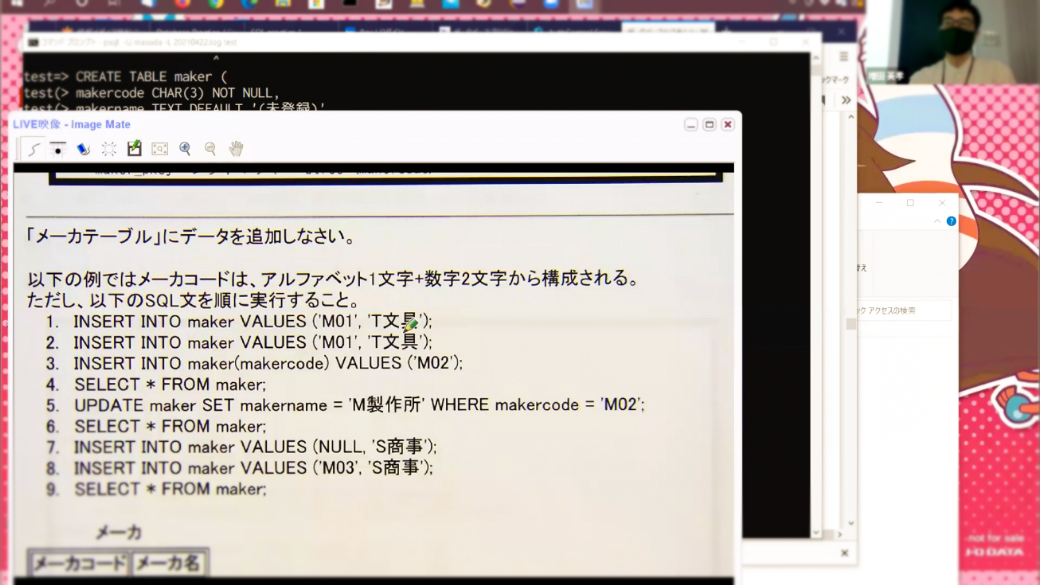 test=> CREATE TABLE maker (
test(> makercode CHAR(3) NOT NULL,
test(> makername TEXT DEFAULT '(未登録)'
LIVE映像 - Image Mate
「メーカテーブル」にデータを追加しなさい。
以下の例ではメーカコードは、アルファベット1文字+数字2文字から構成される。
ただし、以下のSQL文を順に実行すること。
1. INSERT INTO maker VALUES ('M01', 'T文具');
2. INSERT INTO maker VALUES ('M01', 'T文具');
3. INSERT INTO maker(makercode) VALUES ('M02');
4. SELECT * FROM maker;
5. UPDATE maker SET makername = 'M製作所' WHERE makercode = 'M02';
6. SELECT * FROM maker;
7. INSERT INTO maker VALUES (NULL, 'S商事');
8. INSERT INTO maker VALUES ('M03', 'S商事');
9. SELECT * FROM maker;
メーカ
メーカコード メーカ名
ック アクセスの検索
-not for sale-
I-O DATA